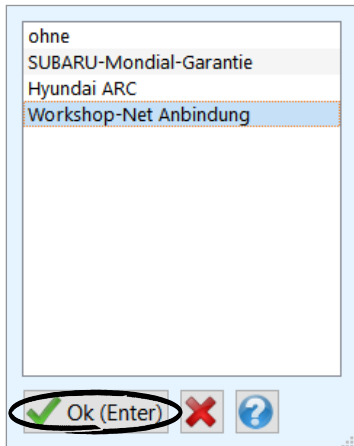 ohne
SUBARU-Mondial-Garantie
Hyundai ARC
Workshop-Net Anbindung
Ok (Enter)
?